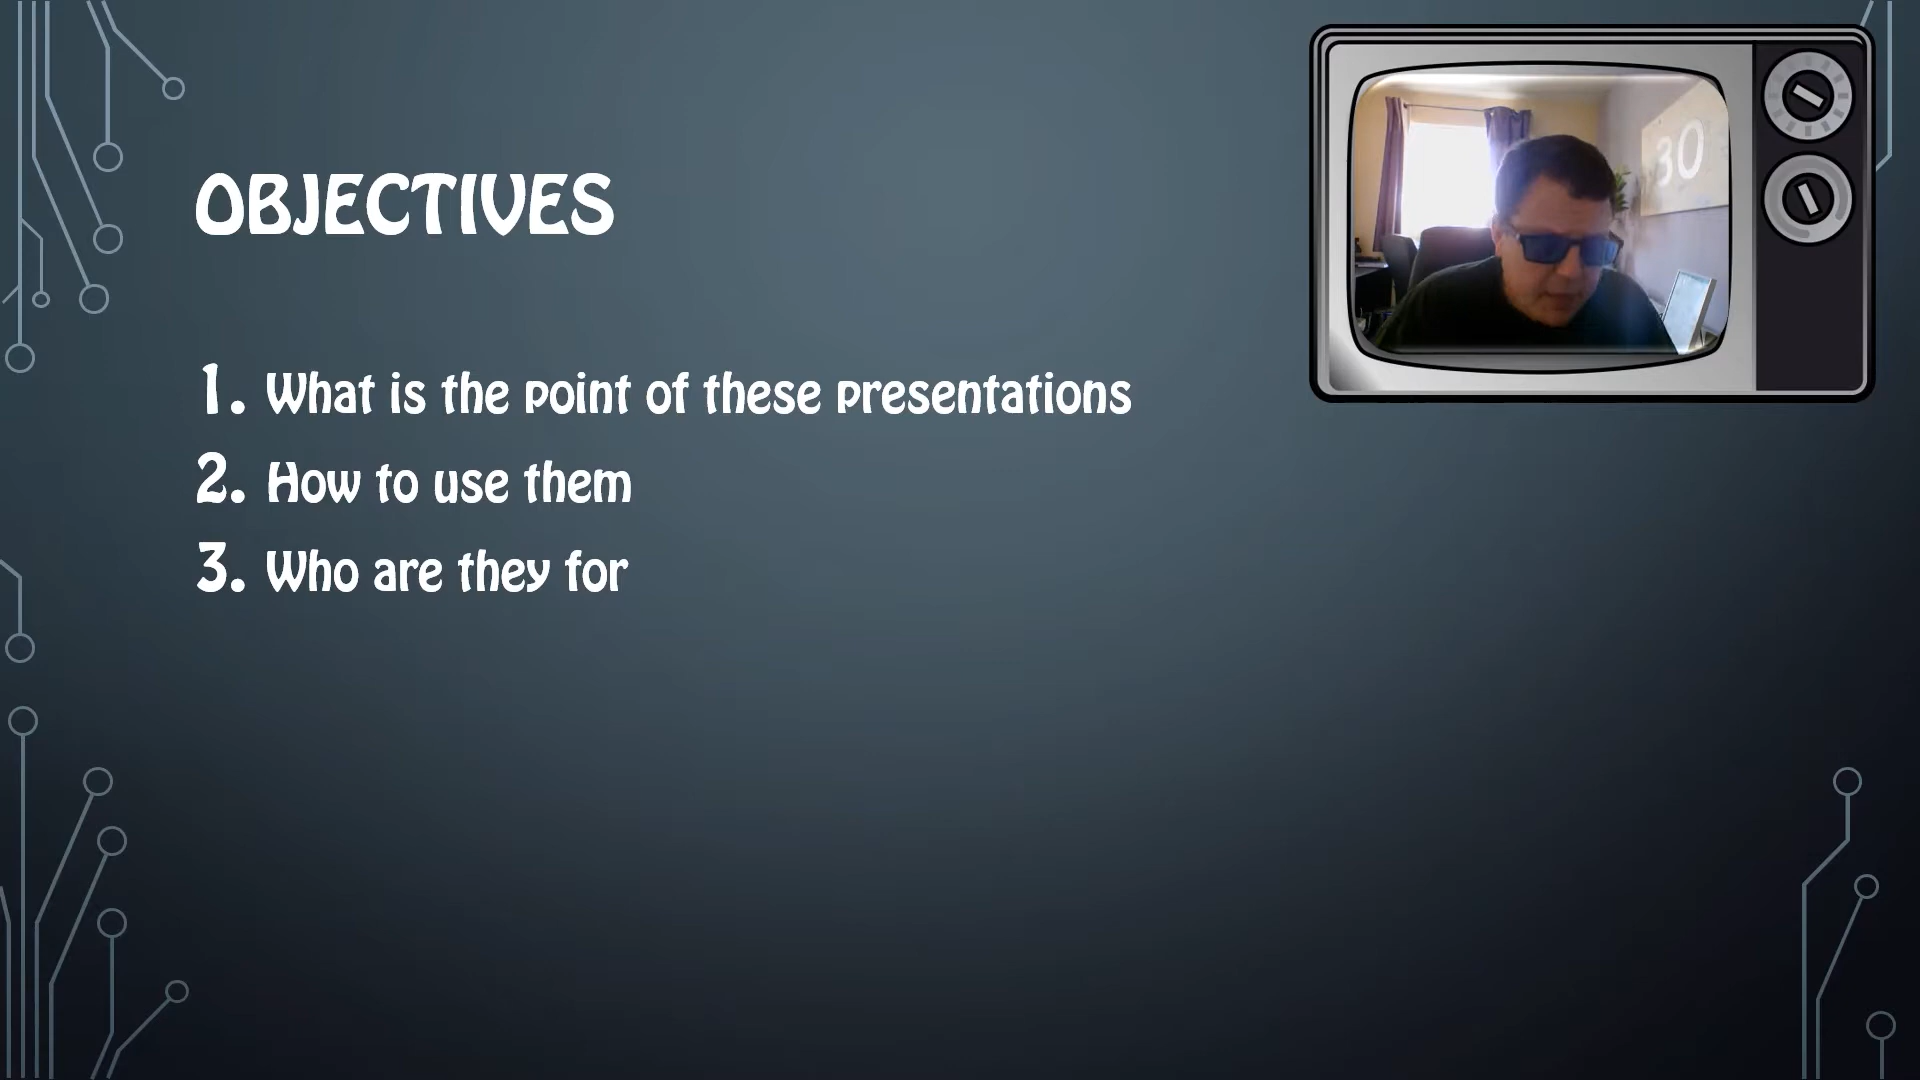 OBJECTIVES
30
1. What is the point of these presentations
2. How to use them
3. Who are they for